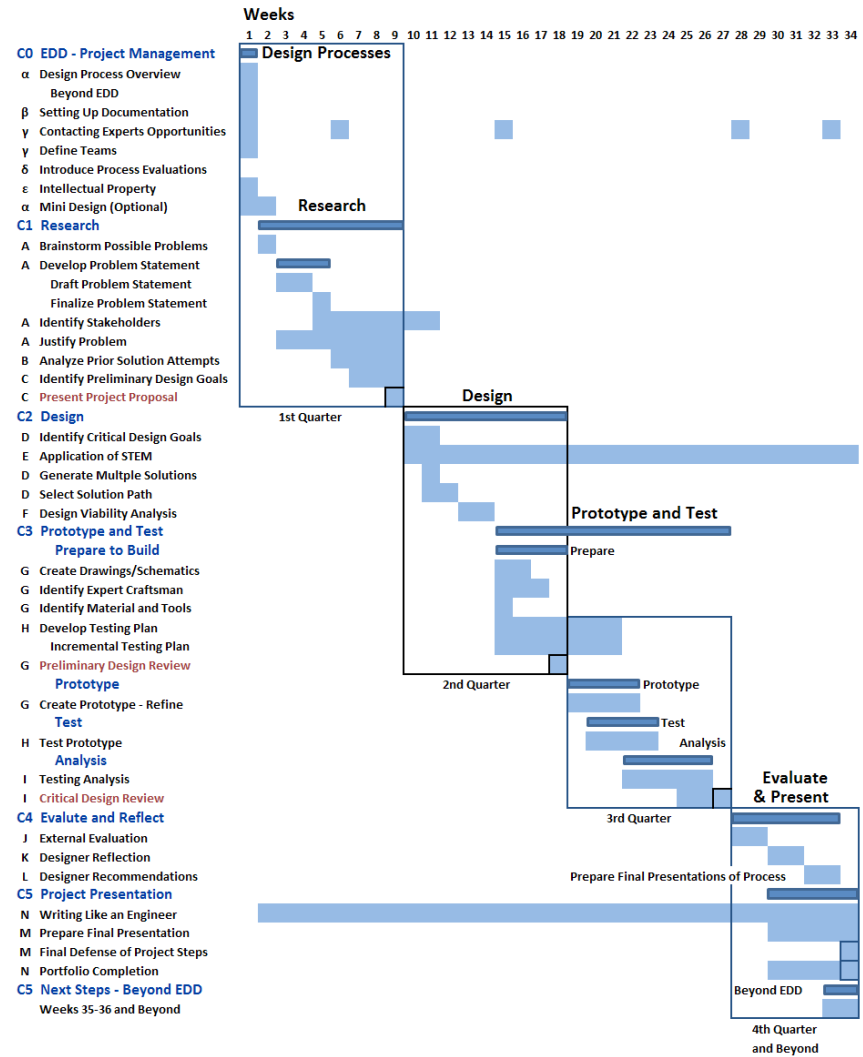 Weeks
1 2 3 4 5 6 7 8 9 10 11 12 13 14 15 16 17 18 19 20 21 22 23 24 25 26 27 28 29 30 31 32 33 34
C0 EDD - Project Management Design Processes
α Design Process Overview
Beyond EDD
β Setting Up Documentation
γ Contacting Experts Opportunities
γ Define Teams
δ Introduce Process Evaluations
ε Intellectual Property
α Mini Design (Optional) Research
C1 Research
A Brainstorm Possible Problems
A Develop Problem Statement
Draft Problem Statement
Finalize Problem Statement
A Identify Stakeholders
A Justify Problem
B Analyze Prior Solution Attempts
C Identify Preliminary Design Goals
C Present Project Proposal Design
C2 Design 1st Quarter
D Identify Critical Design Goals
E Application of STEM
D Generate Multple Solutions
D Select Solution Path
F Design Viability Analysis Prototype and Test
C3 Prototype and Test
Prepare to Build Prepare
G Create Drawings/Schematics
G Identify Expert Craftsman
G Identify Material and Tools
H Develop Testing Plan
Incremental Testing Plan
G Preliminary Design Review
Prototype 2nd Quarter Prototype
G Create Prototype - Refine
Test Test
H Test Prototype Analysis
Analysis
I Testing Analysis Evaluate
I Critical Design Review & Present
C4 Evalute and Reflect 3rd Quarter
J External Evaluation
K Designer Reflection
L Designer Recommendations Prepare Final Presentations of Process
C5 Project Presentation
N Writing Like an Engineer
M Prepare Final Presentation
M Final Defense of Project Steps
N Portfolio Completion
C5 Next Steps - Beyond EDD Beyond EDD
Weeks 35-36 and Beyond
4th Quarter
and Beyond